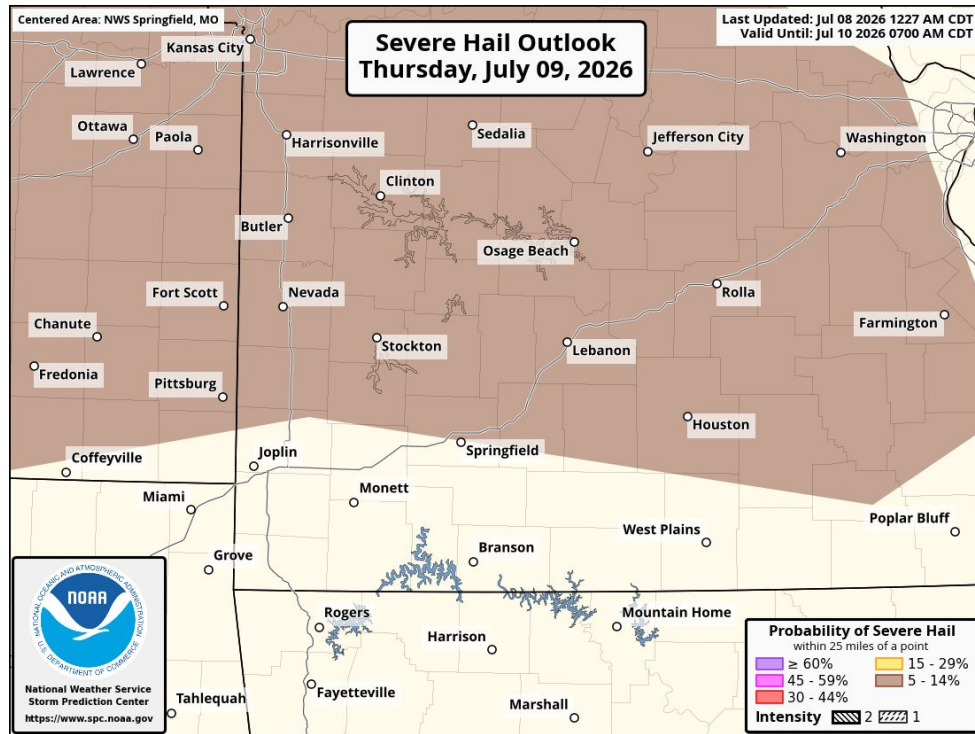 Centered Area: NWS Springfield, MO
Last Updated: Jul 08 2026 1227 AM CDT
Valid Until: Jul 10 2026 0700 AM CDT
Severe Hail Outlook
Thursday, July 09, 2026
Kansas City
Lawrence
Ottawa
Paola
Harrisonville
Sedalia
Jefferson City
Washington
Clinton
Butler
Osage Beach
Fort Scott
Nevada
Rolla
Chanute
Farmington
Stockton
Lebanon
Fredonia
Pittsburg
Houston
Coffeyville
Joplin
Springfield
Miami
Monett
Poplar Bluff
West Plains
Grove
Branson
Rogers
Mountain Home
Harrison
Tahlequah
Fayetteville
Marshall
NATIONAL OCEANIC AND ATMOSPHERIC ADMINISTRATION
NOAA
U.S. DEPARTMENT OF COMMERCE
National Weather Service
Storm Prediction Center
https://www.spc.noaa.gov
Probability of Severe Hail
within 25 miles of a point
≥ 60% 15 - 29%
45 - 59% 5 - 14%
30 - 44%
Intensity 2 1